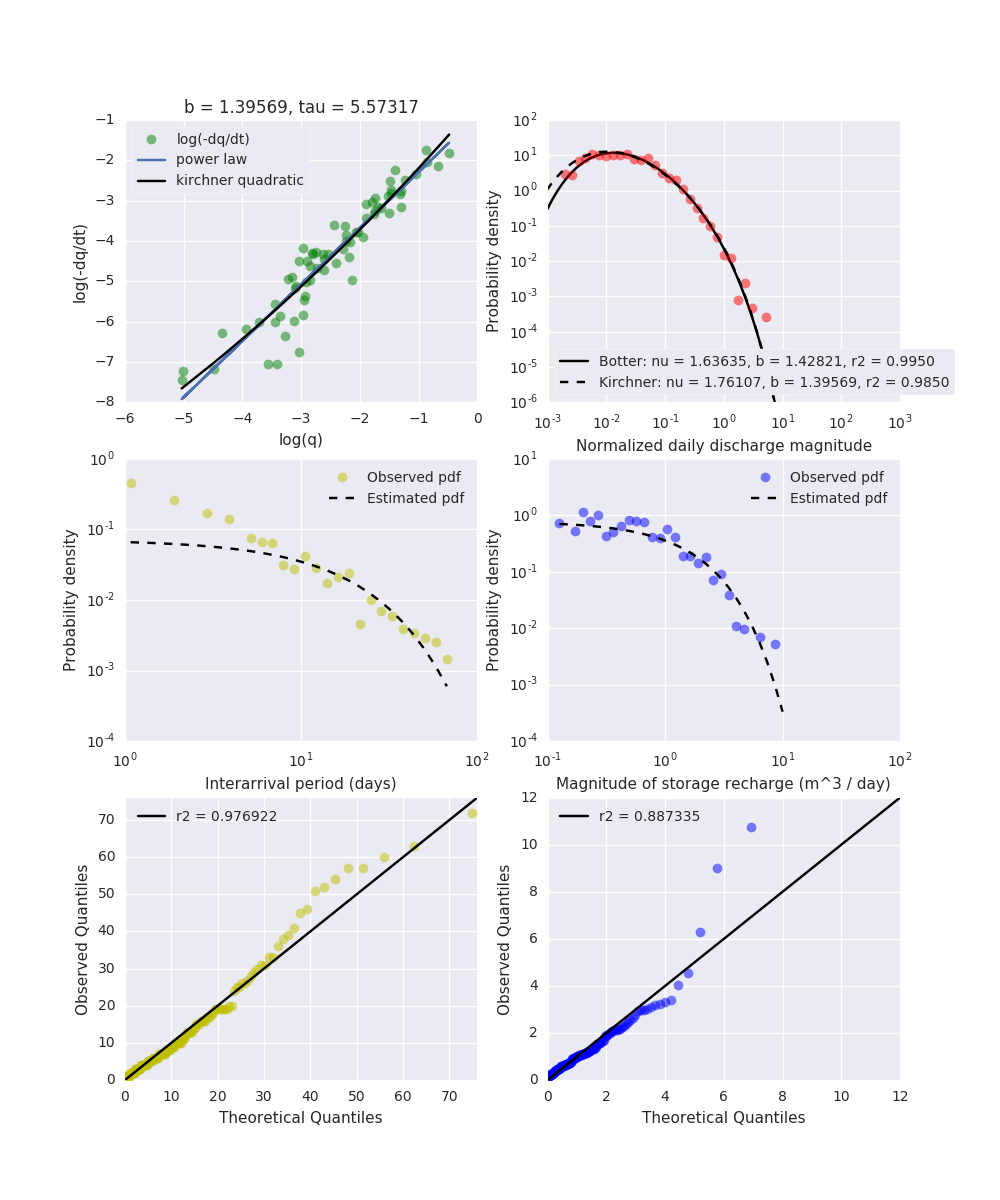 b = 1.39569, tau = 5.57317
log(-dq/dt)
power law
kirchner quadratic
−1
−2
−3
−4
−5
−6
−7
−8
log(-dq/dt)
−6 −5 −4 −3 −2 −1 0
log(q)
10^2
10^1
10^0
10^-1
10^-2
10^-3
10^-4
10^-5
10^-6
Probability density
Botter: nu = 1.63635, b = 1.42821, r2 = 0.9950
Kirchner: nu = 1.76107, b = 1.39569, r2 = 0.9850
10^-3 10^-2 10^-1 10^0 10^1 10^2 10^3
Normalized daily discharge magnitude
Observed pdf
Estimated pdf
10^0
10^-1
10^-2
10^-3
10^-4
Probability density
10^0 10^1 10^2
Interarrival period (days)
Observed pdf
Estimated pdf
10^1
10^0
10^-1
10^-2
10^-3
10^-4
Probability density
10^-1 10^0 10^1 10^2
Magnitude of storage recharge (m^3 / day)
r2 = 0.976922
70
60
50
40
30
20
10
0
Observed Quantiles
0 10 20 30 40 50 60 70
Theoretical Quantiles
r2 = 0.887335
12
10
8
6
4
2
0
Observed Quantiles
0 2 4 6 8 10 12
Theoretical Quantiles